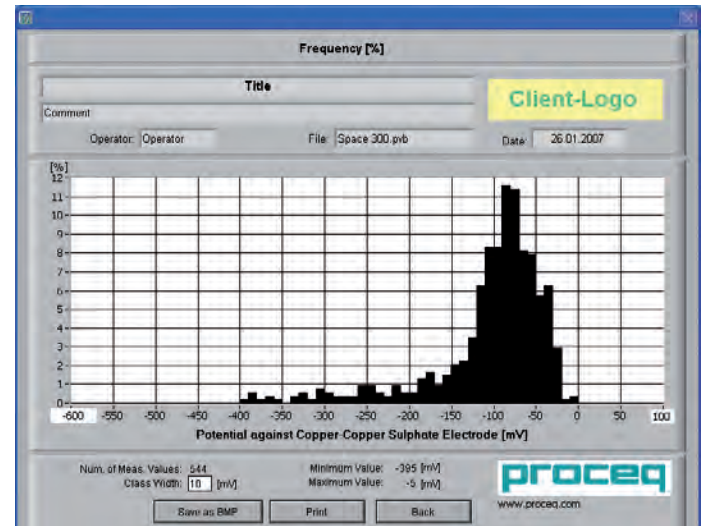 Frequency [%]
Title
Comment
Client-Logo
Operator: Operator
File: Space 300.pvb
Date: 26.01.2007
[%]
12
11
10
9
8
7
6
5
4
3
2
1
0
-600 -550 -500 -450 -400 -350 -300 -250 -200 -150 -100 -50 0 50 100
Potential against Copper-Copper Sulphate Electrode [mV]
Num. of Meas. Values: 544
Class Width: 10 [mV]
Minimum Value: -395 [mV]
Maximum Value: -5 [mV]
proceq
www.proceq.com
Save as BMP Print Back